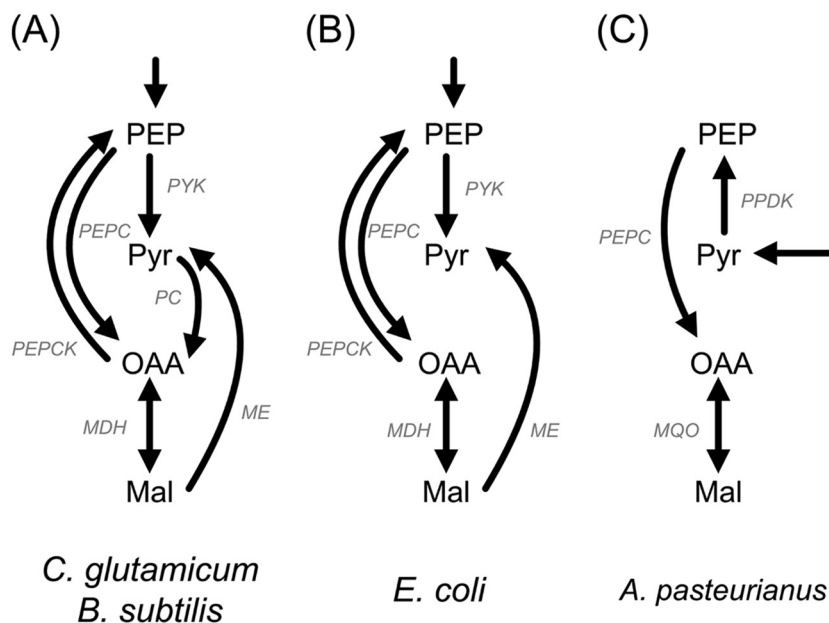 (A)
PEP
PYK
PEPC
Pyr
PC
PEPCK
OAA
MDH
ME
Mal
C. glutamicum
B. subtilis
(B)
PEP
PYK
PEPC
Pyr
PEPCK
OAA
MDH
ME
Mal
E. coli
(C)
PEP
PPDK
PEPC
Pyr
OAA
MQO
Mal
A. pasteurianus